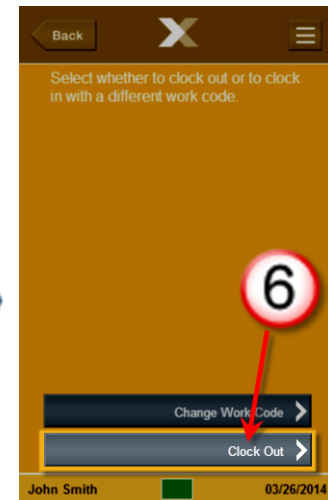 Back
Select whether to clock out or to clock
in with a different work code.
6
Change Work Code
Clock Out
John Smith 03/26/2014